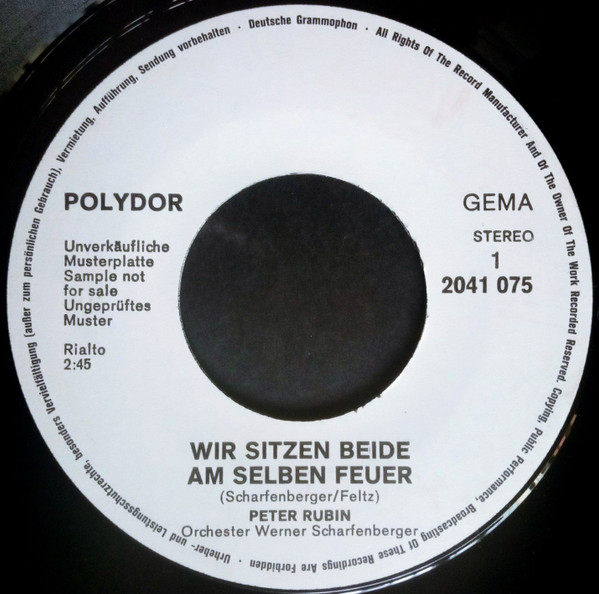 Urheber- und Leistungsschutzrechte, besonders Vervielfältigung (außer zum persönlichen Gebrauch), Vermietung, Aufführung, Sendung vorbehalten · Deutsche Grammophon · All Rights Of The Record Manufacturer And Of The Owner Of The Work Recorded Reserved. Copying, Public Performance, Broadcasting Of These Recordings Are Forbidden ·
POLYDOR
Unverkäufliche
Musterplatte
Sample not
for sale
Ungeprüftes
Muster
Rialto
2:45
GEMA
STEREO
1
2041 075
WIR SITZEN BEIDE
AM SELBEN FEUER
(Scharfenberger/Feltz)
PETER RUBIN
Orchester Werner Scharfenberger